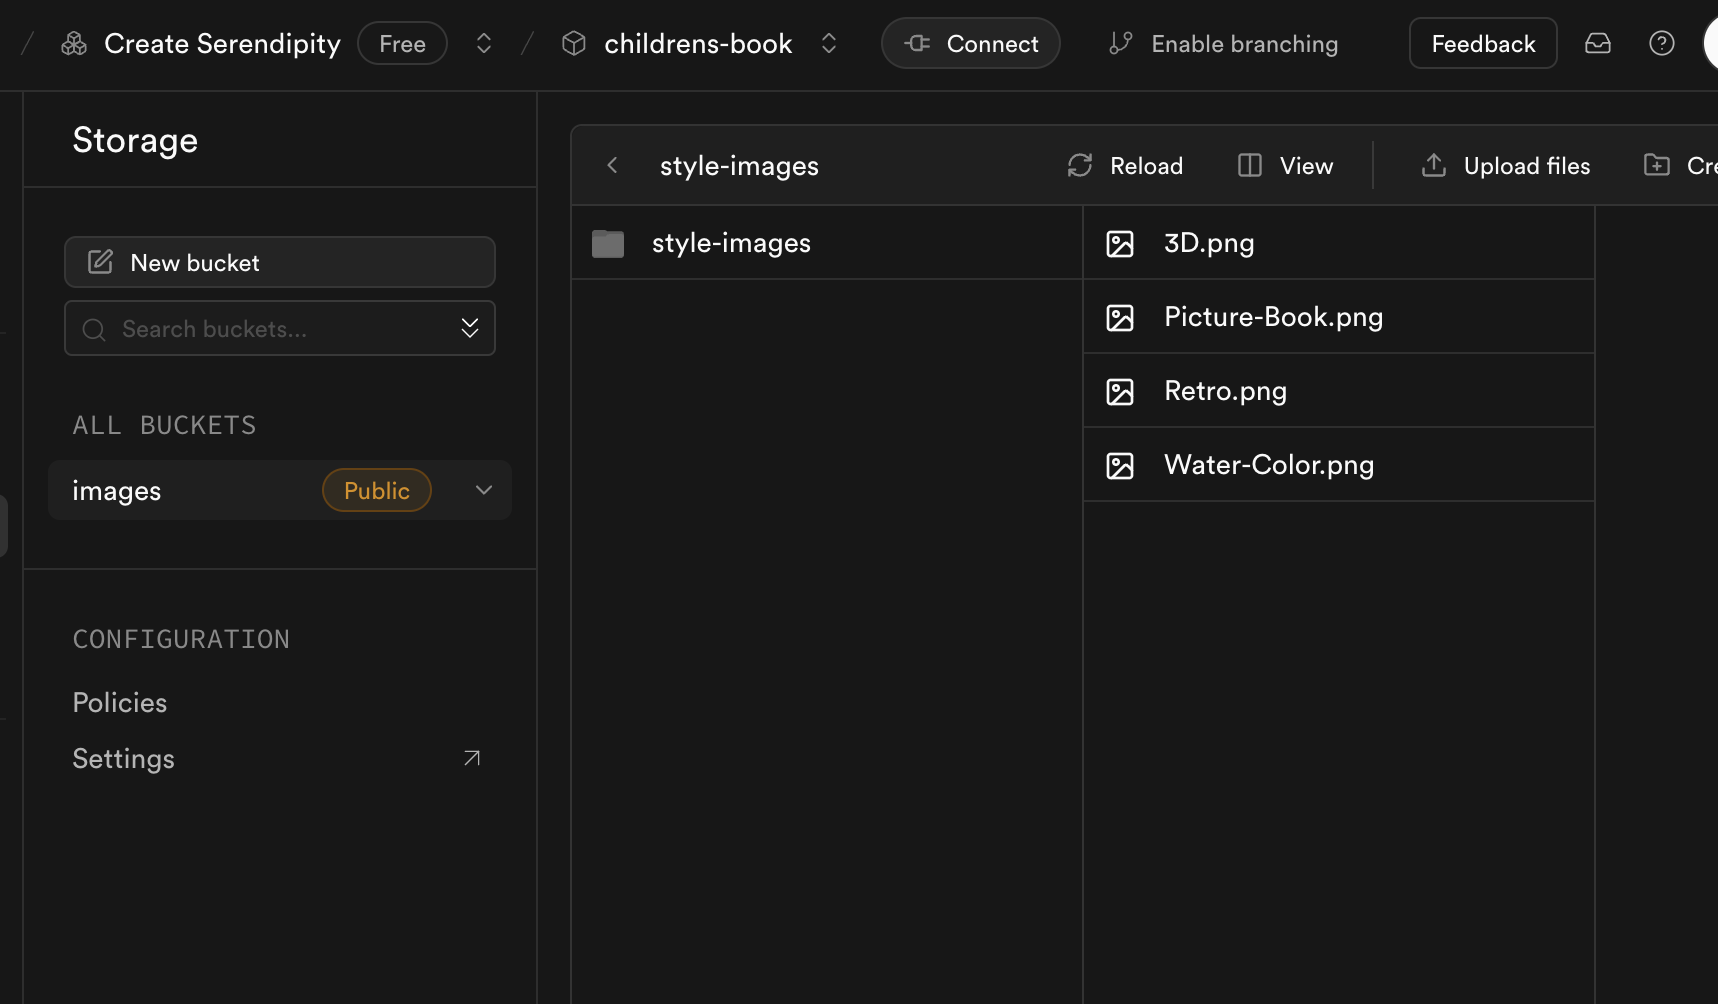 / Create Serendipity Free / childrens-book Connect Enable branching Feedback
Storage
New bucket
Search buckets...
ALL BUCKETS
images Public
CONFIGURATION
Policies
Settings
style-images Reload View Upload files Cre
style-images
3D.png
Picture-Book.png
Retro.png
Water-Color.png